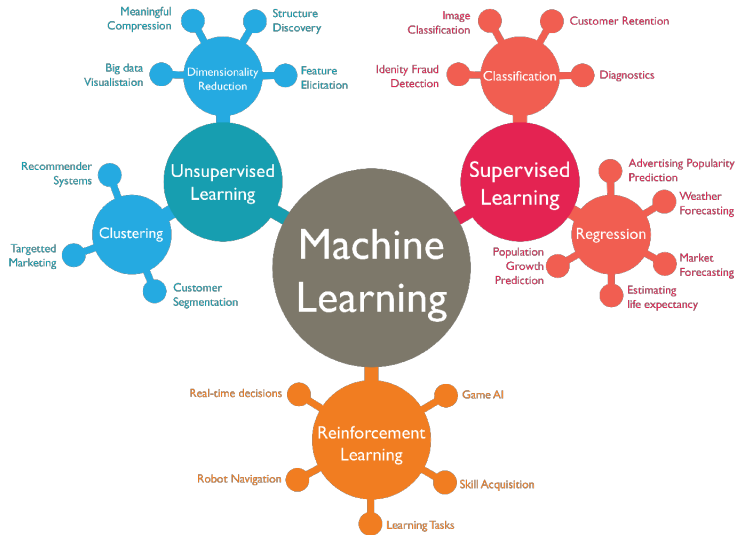 Meaningful
Compression
Structure
Discovery
Big data
Visualistaion
Dimensionality
Reduction
Feature
Elicitation
Unsupervised
Learning
Recommender
Systems
Clustering
Targetted
Marketing
Customer
Segmentation
Machine
Learning
Image
Classification
Customer Retention
Idenity Fraud
Detection
Classification
Diagnostics
Supervised
Learning
Advertising Popularity
Prediction
Weather
Forecasting
Regression
Population
Growth
Prediction
Market
Forecasting
Estimating
life expectancy
Real-time decisions
Game AI
Reinforcement
Learning
Robot Navigation
Skill Acquisition
Learning Tasks